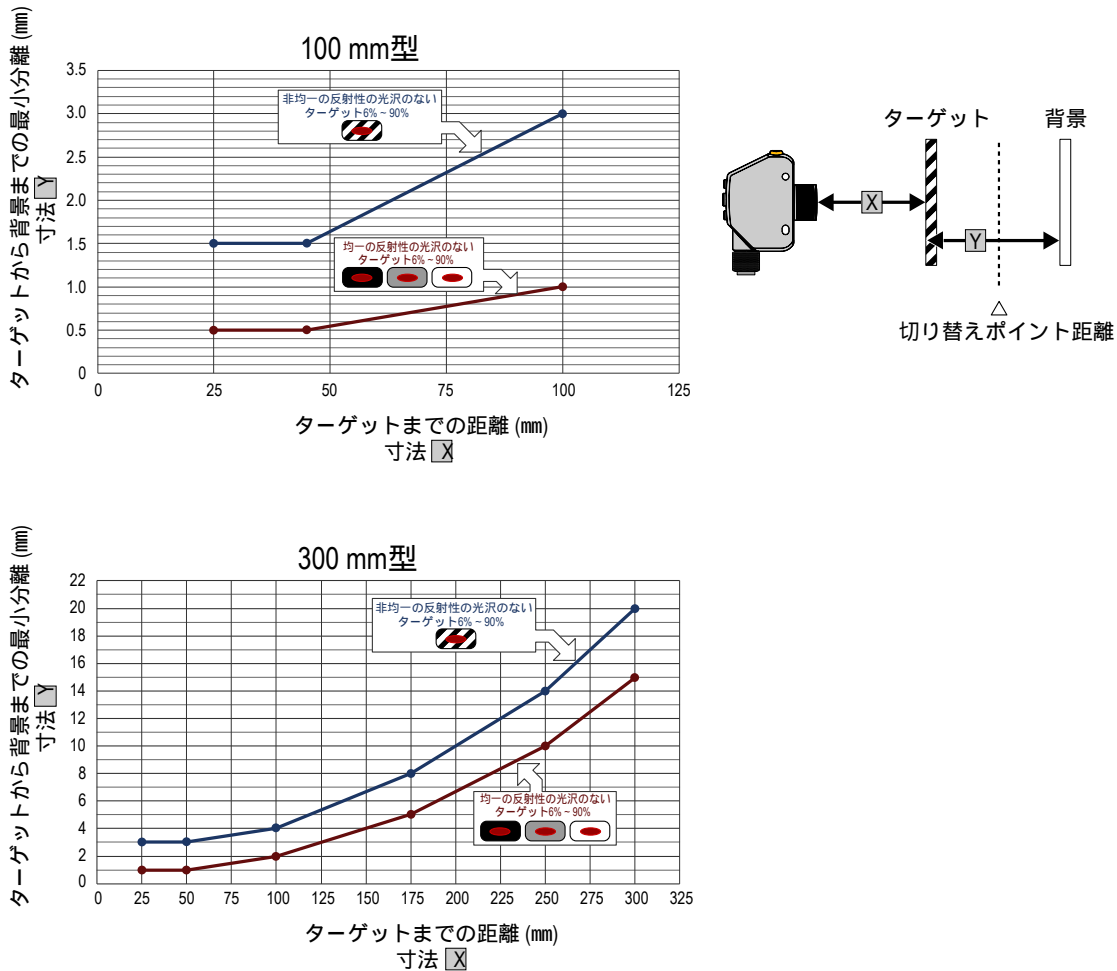 100 mm型
ターゲットから背景までの最小分離 (mm)
寸法 Y
3.5
3.0
2.5
2.0
1.5
1.0
0.5
0
非均一の反射性の光沢のない
ターゲット6%~90%
均一の反射性の光沢のない
ターゲット6%~90%
0 25 50 75 100 125
ターゲットまでの距離 (mm)
寸法 X
ターゲット 背景
X
Y
切り替えポイント距離
300 mm型
ターゲットから背景までの最小分離 (mm)
寸法 Y
22
20
18
16
14
12
10
8
6
4
2
0
非均一の反射性の光沢のない
ターゲット6%~90%
均一の反射性の光沢のない
ターゲット6%~90%
0 25 50 75 100 125 150 175 200 225 250 275 300 325
ターゲットまでの距離 (mm)
寸法 X